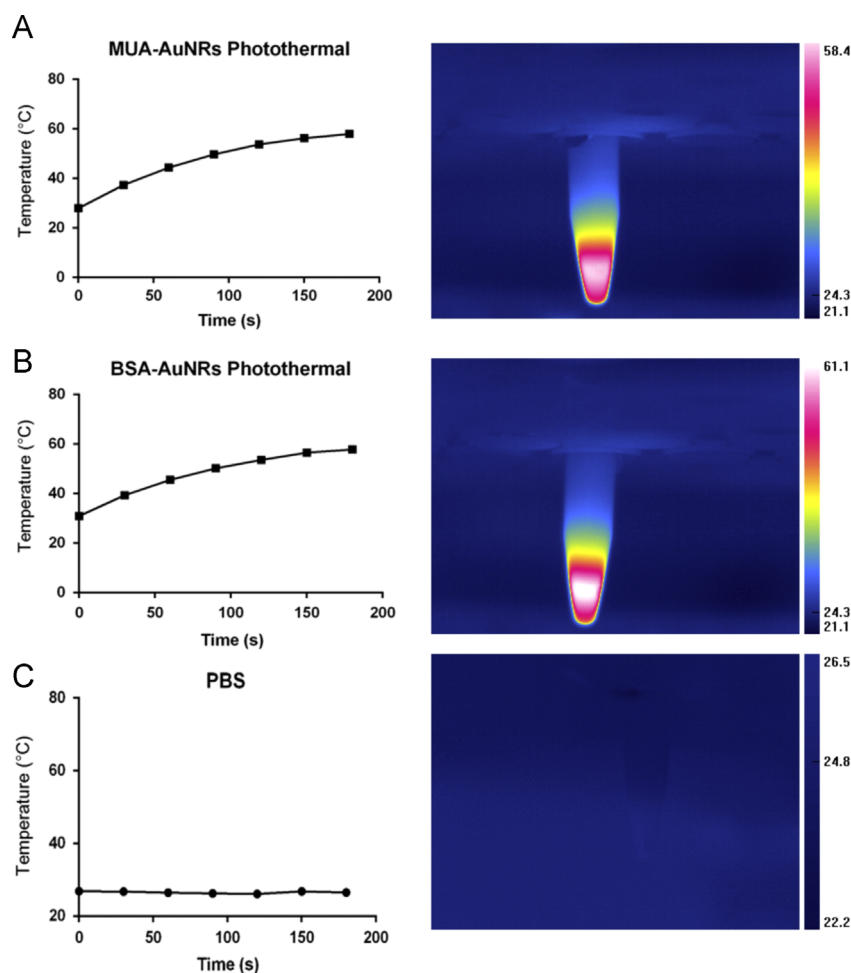 A
MUA-AuNRs Photothermal
Temperature (°C)
80
60
40
20
0
0 50 100 150 200
Time (s)
58.4
24.3
21.1
B
BSA-AuNRs Photothermal
Temperature (°C)
80
60
40
20
0
0 50 100 150 200
Time (s)
61.1
24.3
21.1
C
PBS
Temperature (°C)
80
60
40
20
0 50 100 150 200
Time (s)
26.5
24.8
22.2